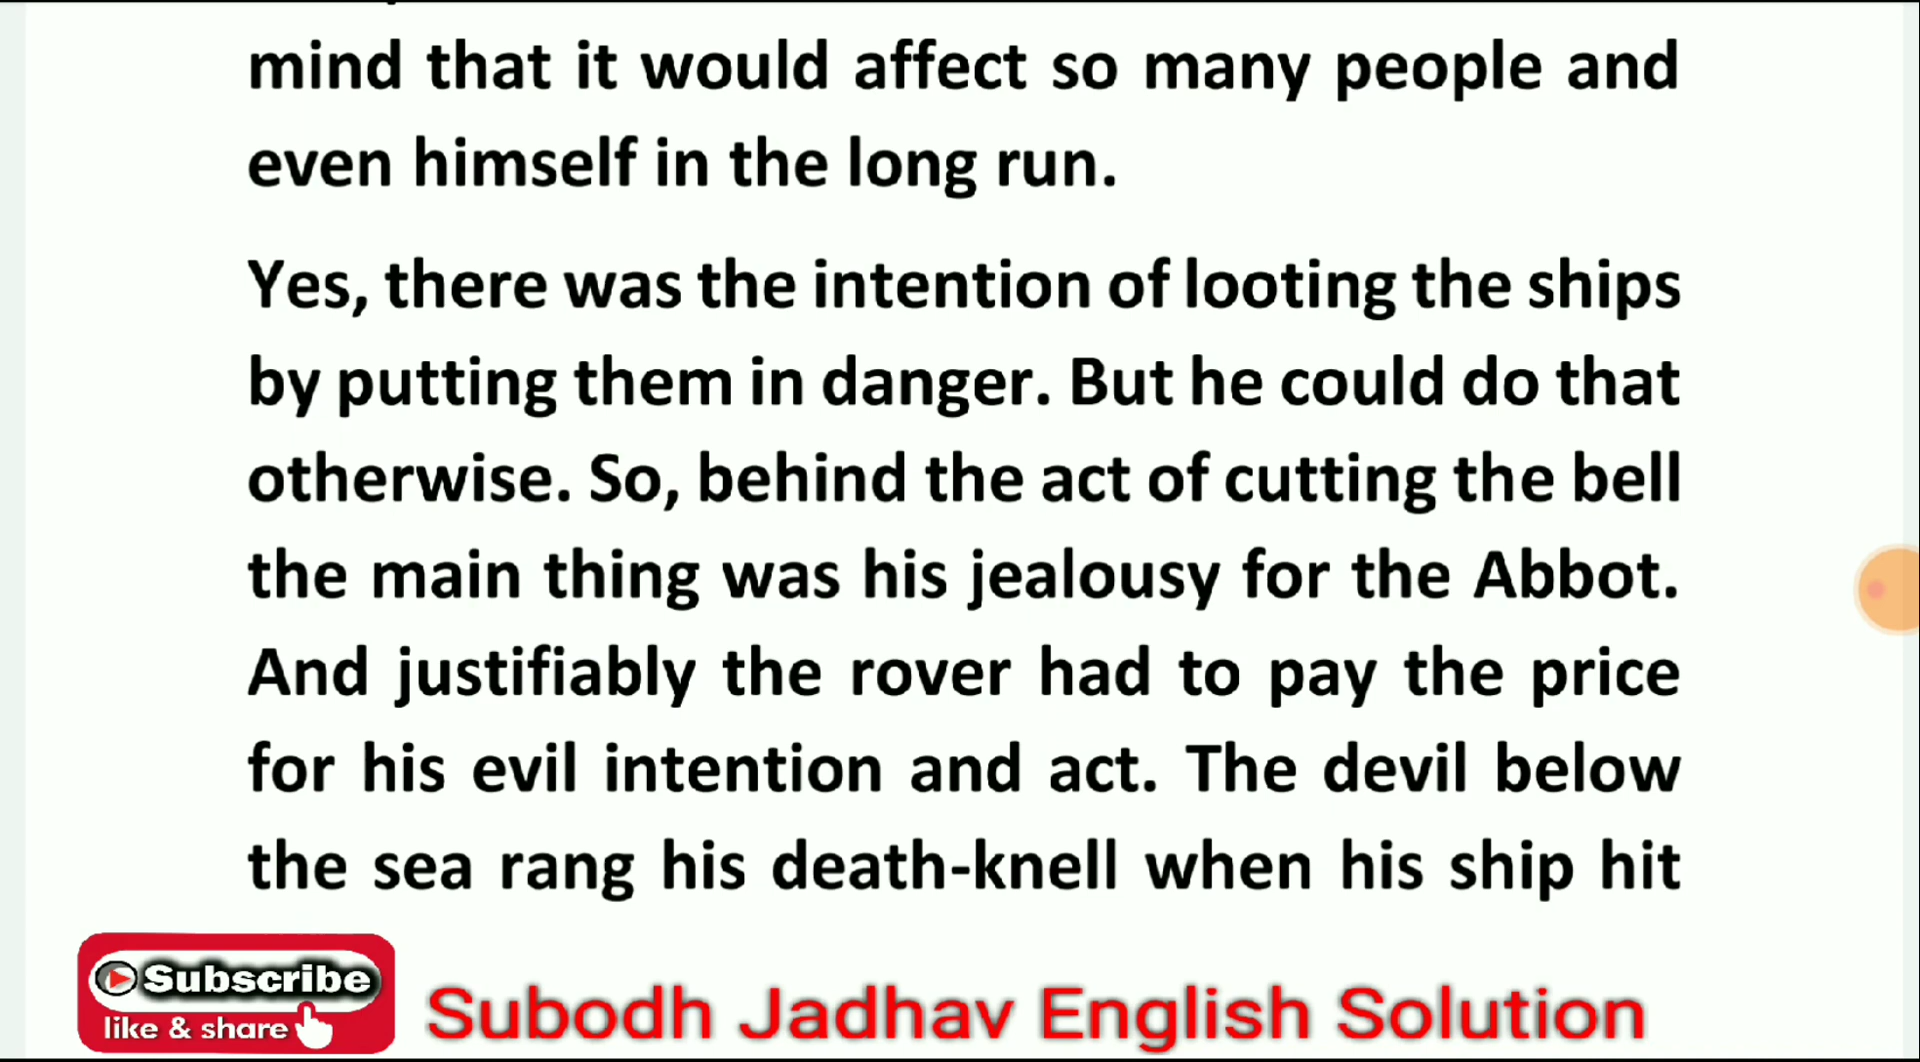 mind that it would affect so many people and
even himself in the long run.
Yes, there was the intention of looting the ships
by putting them in danger. But he could do that
otherwise. So, behind the act of cutting the bell
the main thing was his jealousy for the Abbot.
And justifiably the rover had to pay the price
for his evil intention and act. The devil below
the sea rang his death-knell when his ship hit
Subscribe
like & share
Subodh Jadhav English Solution